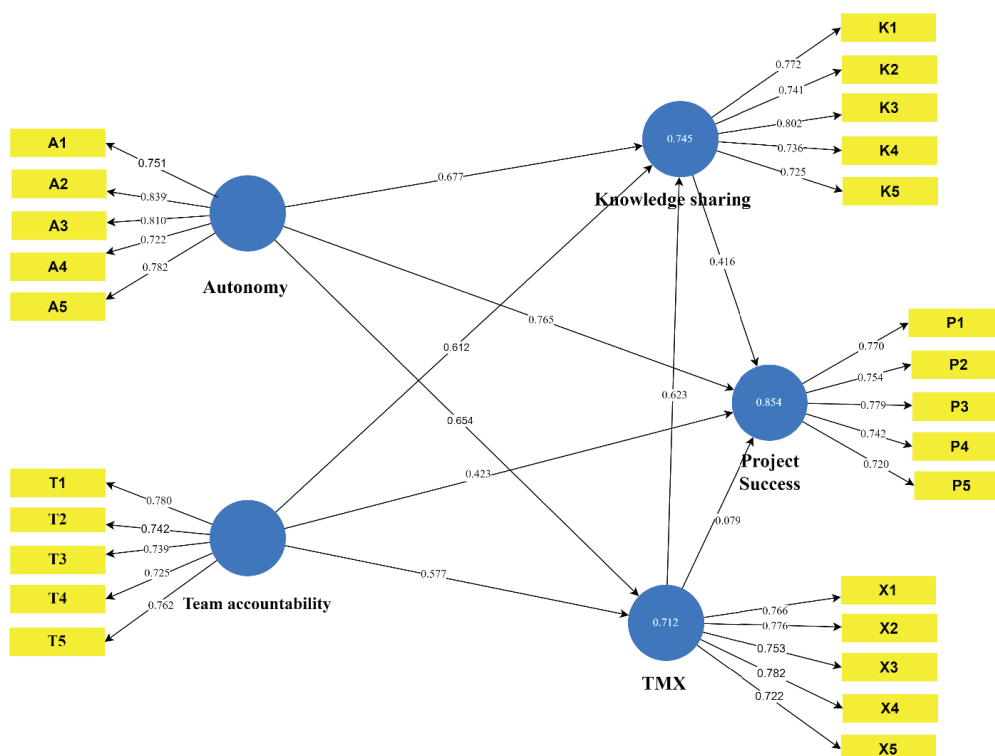 K1
0.772
K2
0.741
K3
0.802
0.745
K4
0.736
K5
0.725
Knowledge sharing
A1
0.751
A2
0.839
A3
0.810
A4
0.722
A5
0.782
Autonomy
0.677
0.416
0.765
0.612
0.623
0.654
P1
0.770
P2
0.754
P3
0.779
0.854
P4
0.742
P5
0.720
Project
Success
0.423
0.079
T1
0.780
T2
0.742
T3
0.739
T4
0.725
T5
0.762
Team accountability
0.577
X1
0.766
X2
0.776
0.712
X3
0.753
X4
0.782
X5
0.722
TMX